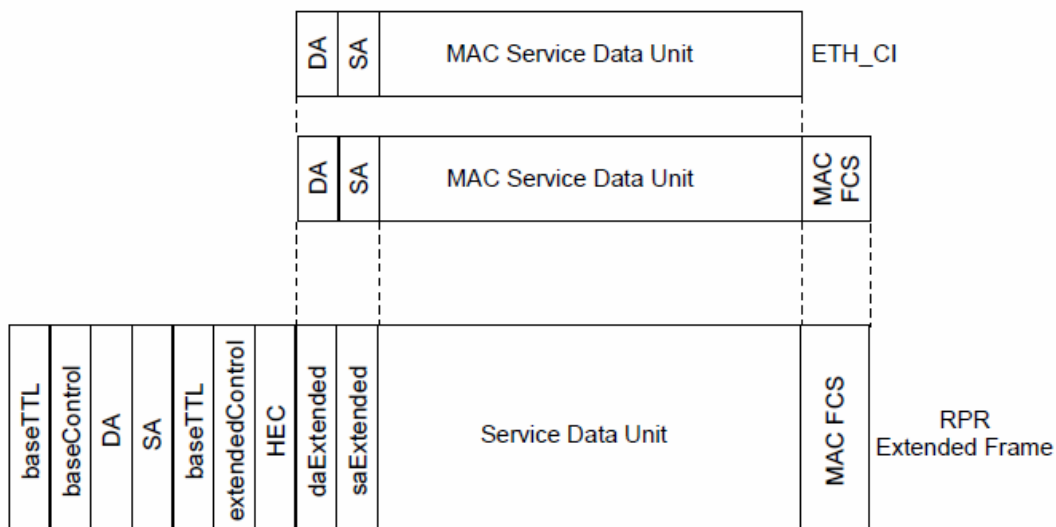 DA
SA
MAC Service Data Unit
ETH_CI
DA
SA
MAC Service Data Unit
MAC
FCS
baseTTL
baseControl
DA
SA
baseTTL
extendedControl
HEC
daExtended
saExtended
Service Data Unit
MAC FCS
RPR
Extended Frame